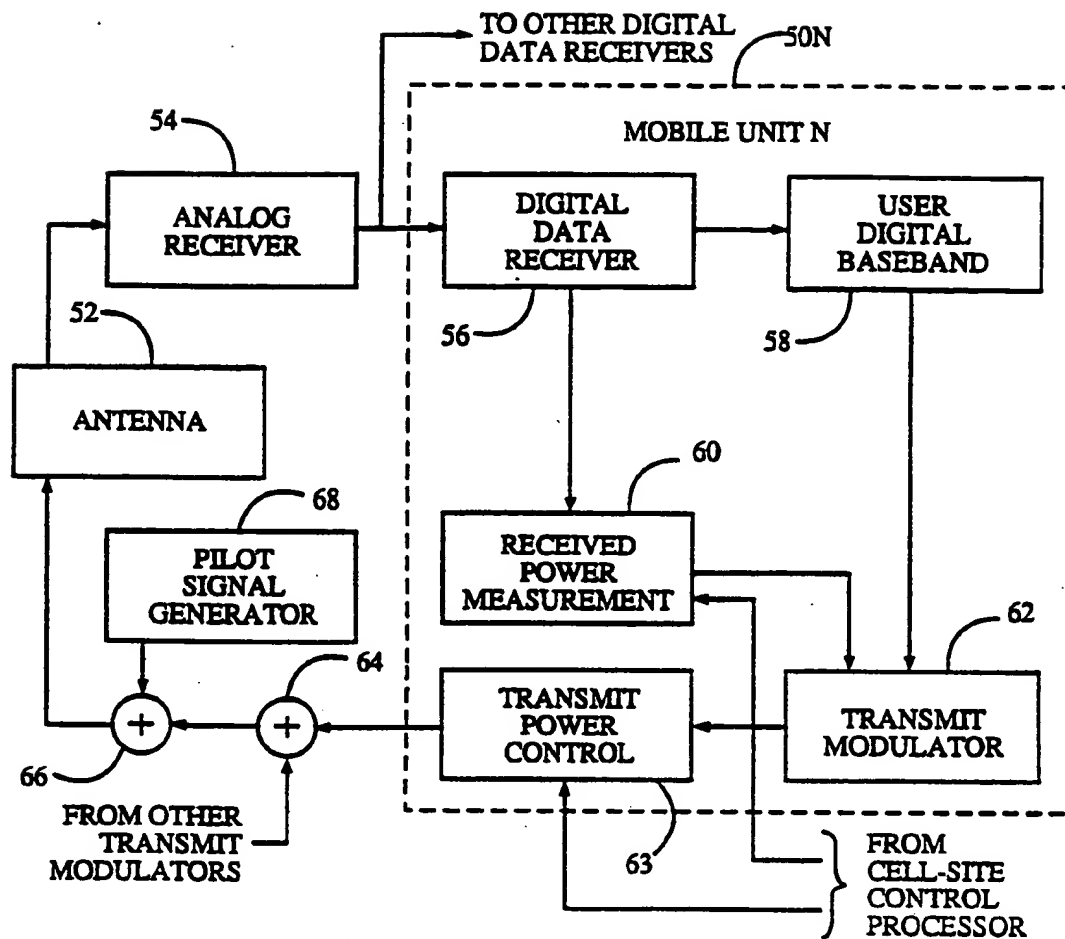 TO OTHER DIGITAL
DATA RECEIVERS
50N
MOBILE UNIT N
54
ANALOG
RECEIVER
DIGITAL
DATA
RECEIVER
USER
DIGITAL
BASEBAND
52
56
58
ANTENNA
60
68
PILOT
SIGNAL
GENERATOR
RECEIVED
POWER
MEASUREMENT
62
64
+
+
TRANSMIT
POWER
CONTROL
TRANSMIT
MODULATOR
66
FROM OTHER
TRANSMIT
MODULATORS
63
FROM
CELL-SITE
CONTROL
PROCESSOR